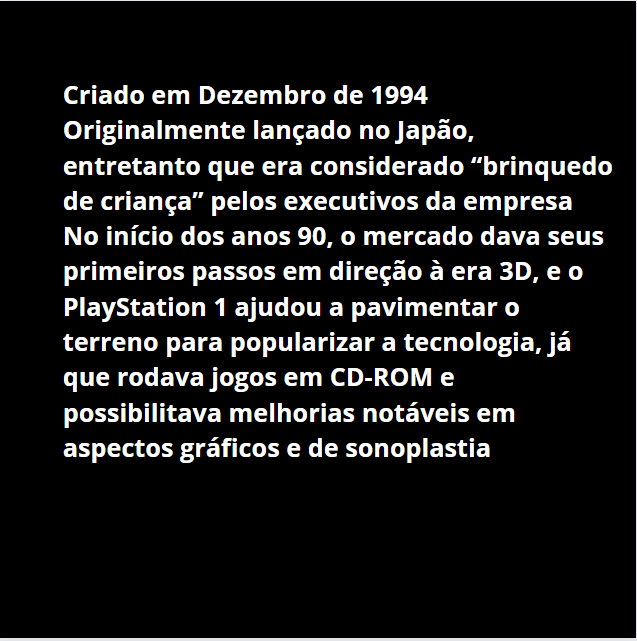 Criado em Dezembro de 1994
Originalmente lançado no Japão,
entretanto que era considerado “brinquedo
de criança” pelos executivos da empresa
No início dos anos 90, o mercado dava seus
primeiros passos em direção à era 3D, e o
PlayStation 1 ajudou a pavimentar o
terreno para popularizar a tecnologia, já
que rodava jogos em CD-ROM e
possibilitava melhorias notáveis em
aspectos gráficos e de sonoplastia